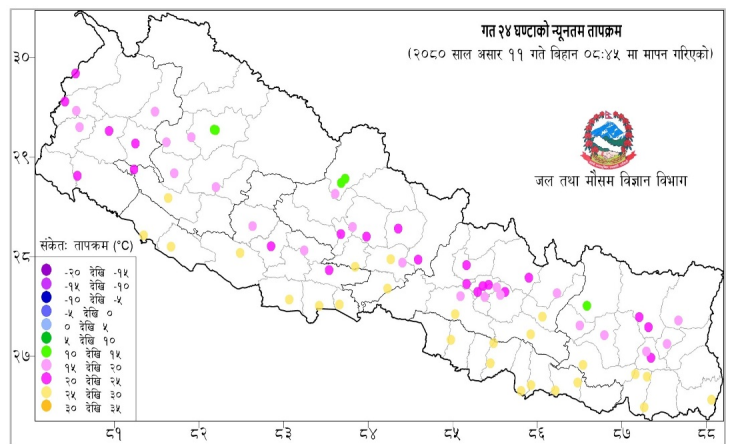 गत २४ घण्टाको न्यूनतम तापक्रम
(२०८० साल असार ११ गते बिहान ०८:४५ मा मापन गरिएको)
जल तथा मौसम विज्ञान विभाग
३०
२९
२८
२७
संकेतः तापक्रम (°C)
-२० देखि -१५
-१५ देखि -१०
-१० देखि -५
-५ देखि ०
० देखि ५
५ देखि १०
१० देखि १५
१५ देखि २०
२० देखि २५
२५ देखि ३०
३० देखि ३५
८१ ८२ ८३ ८४ ८५ ८६ ८७ ८८